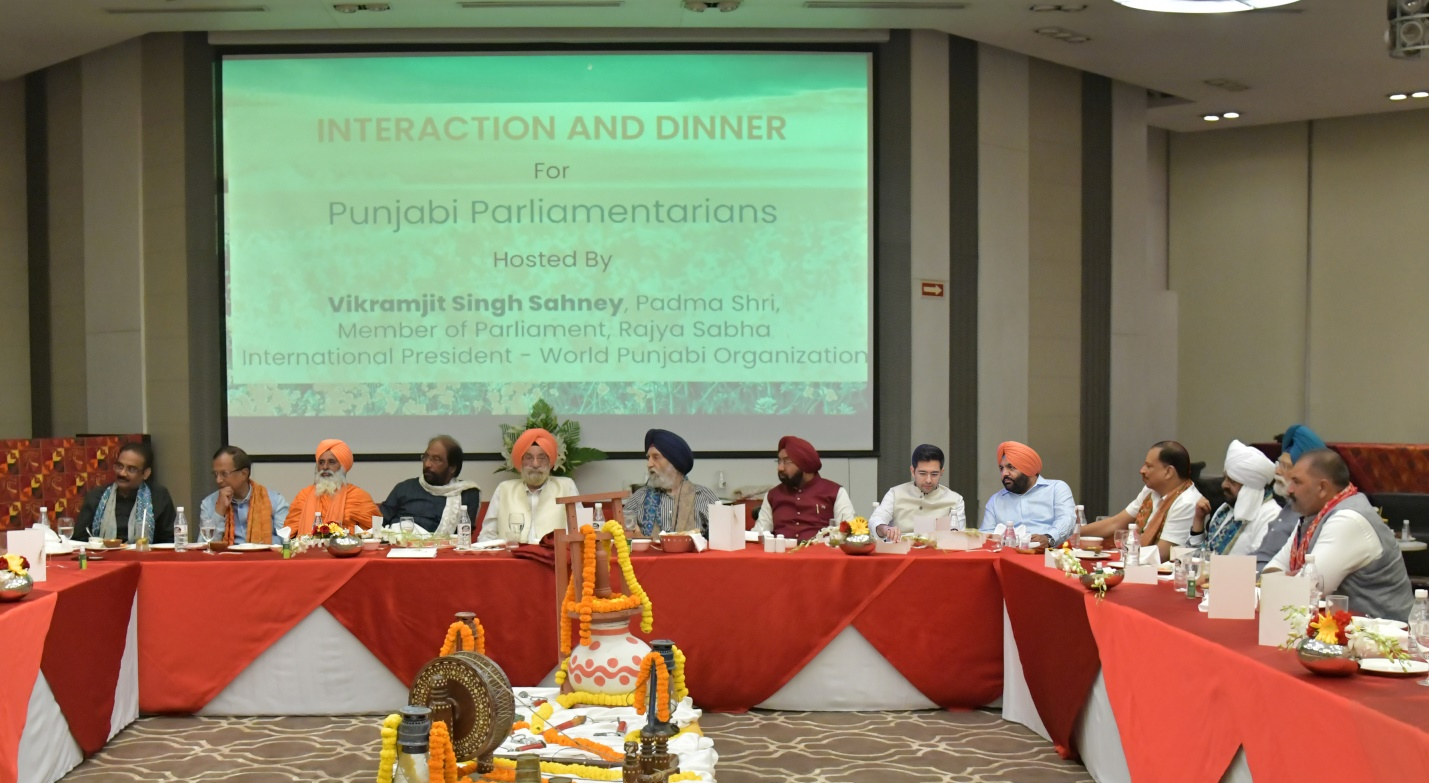 INTERACTION AND DINNER
For
Punjabi Parliamentarians
Hosted By
Vikramjit Singh Sahney, Padma Shri,
Member of Parliament, Rajya Sabha
International President - World Punjabi Organization